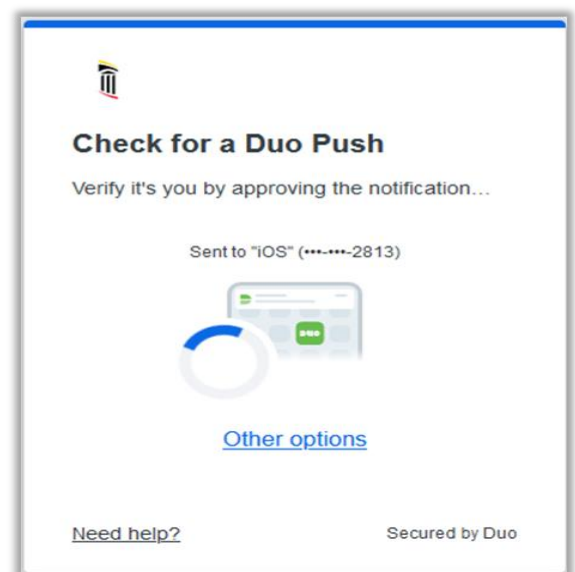 Check for a Duo Push
Verify it's you by approving the notification...
Sent to "iOS" (•••-•••-2813)
DUO
Other options
Need help?
Secured by Duo